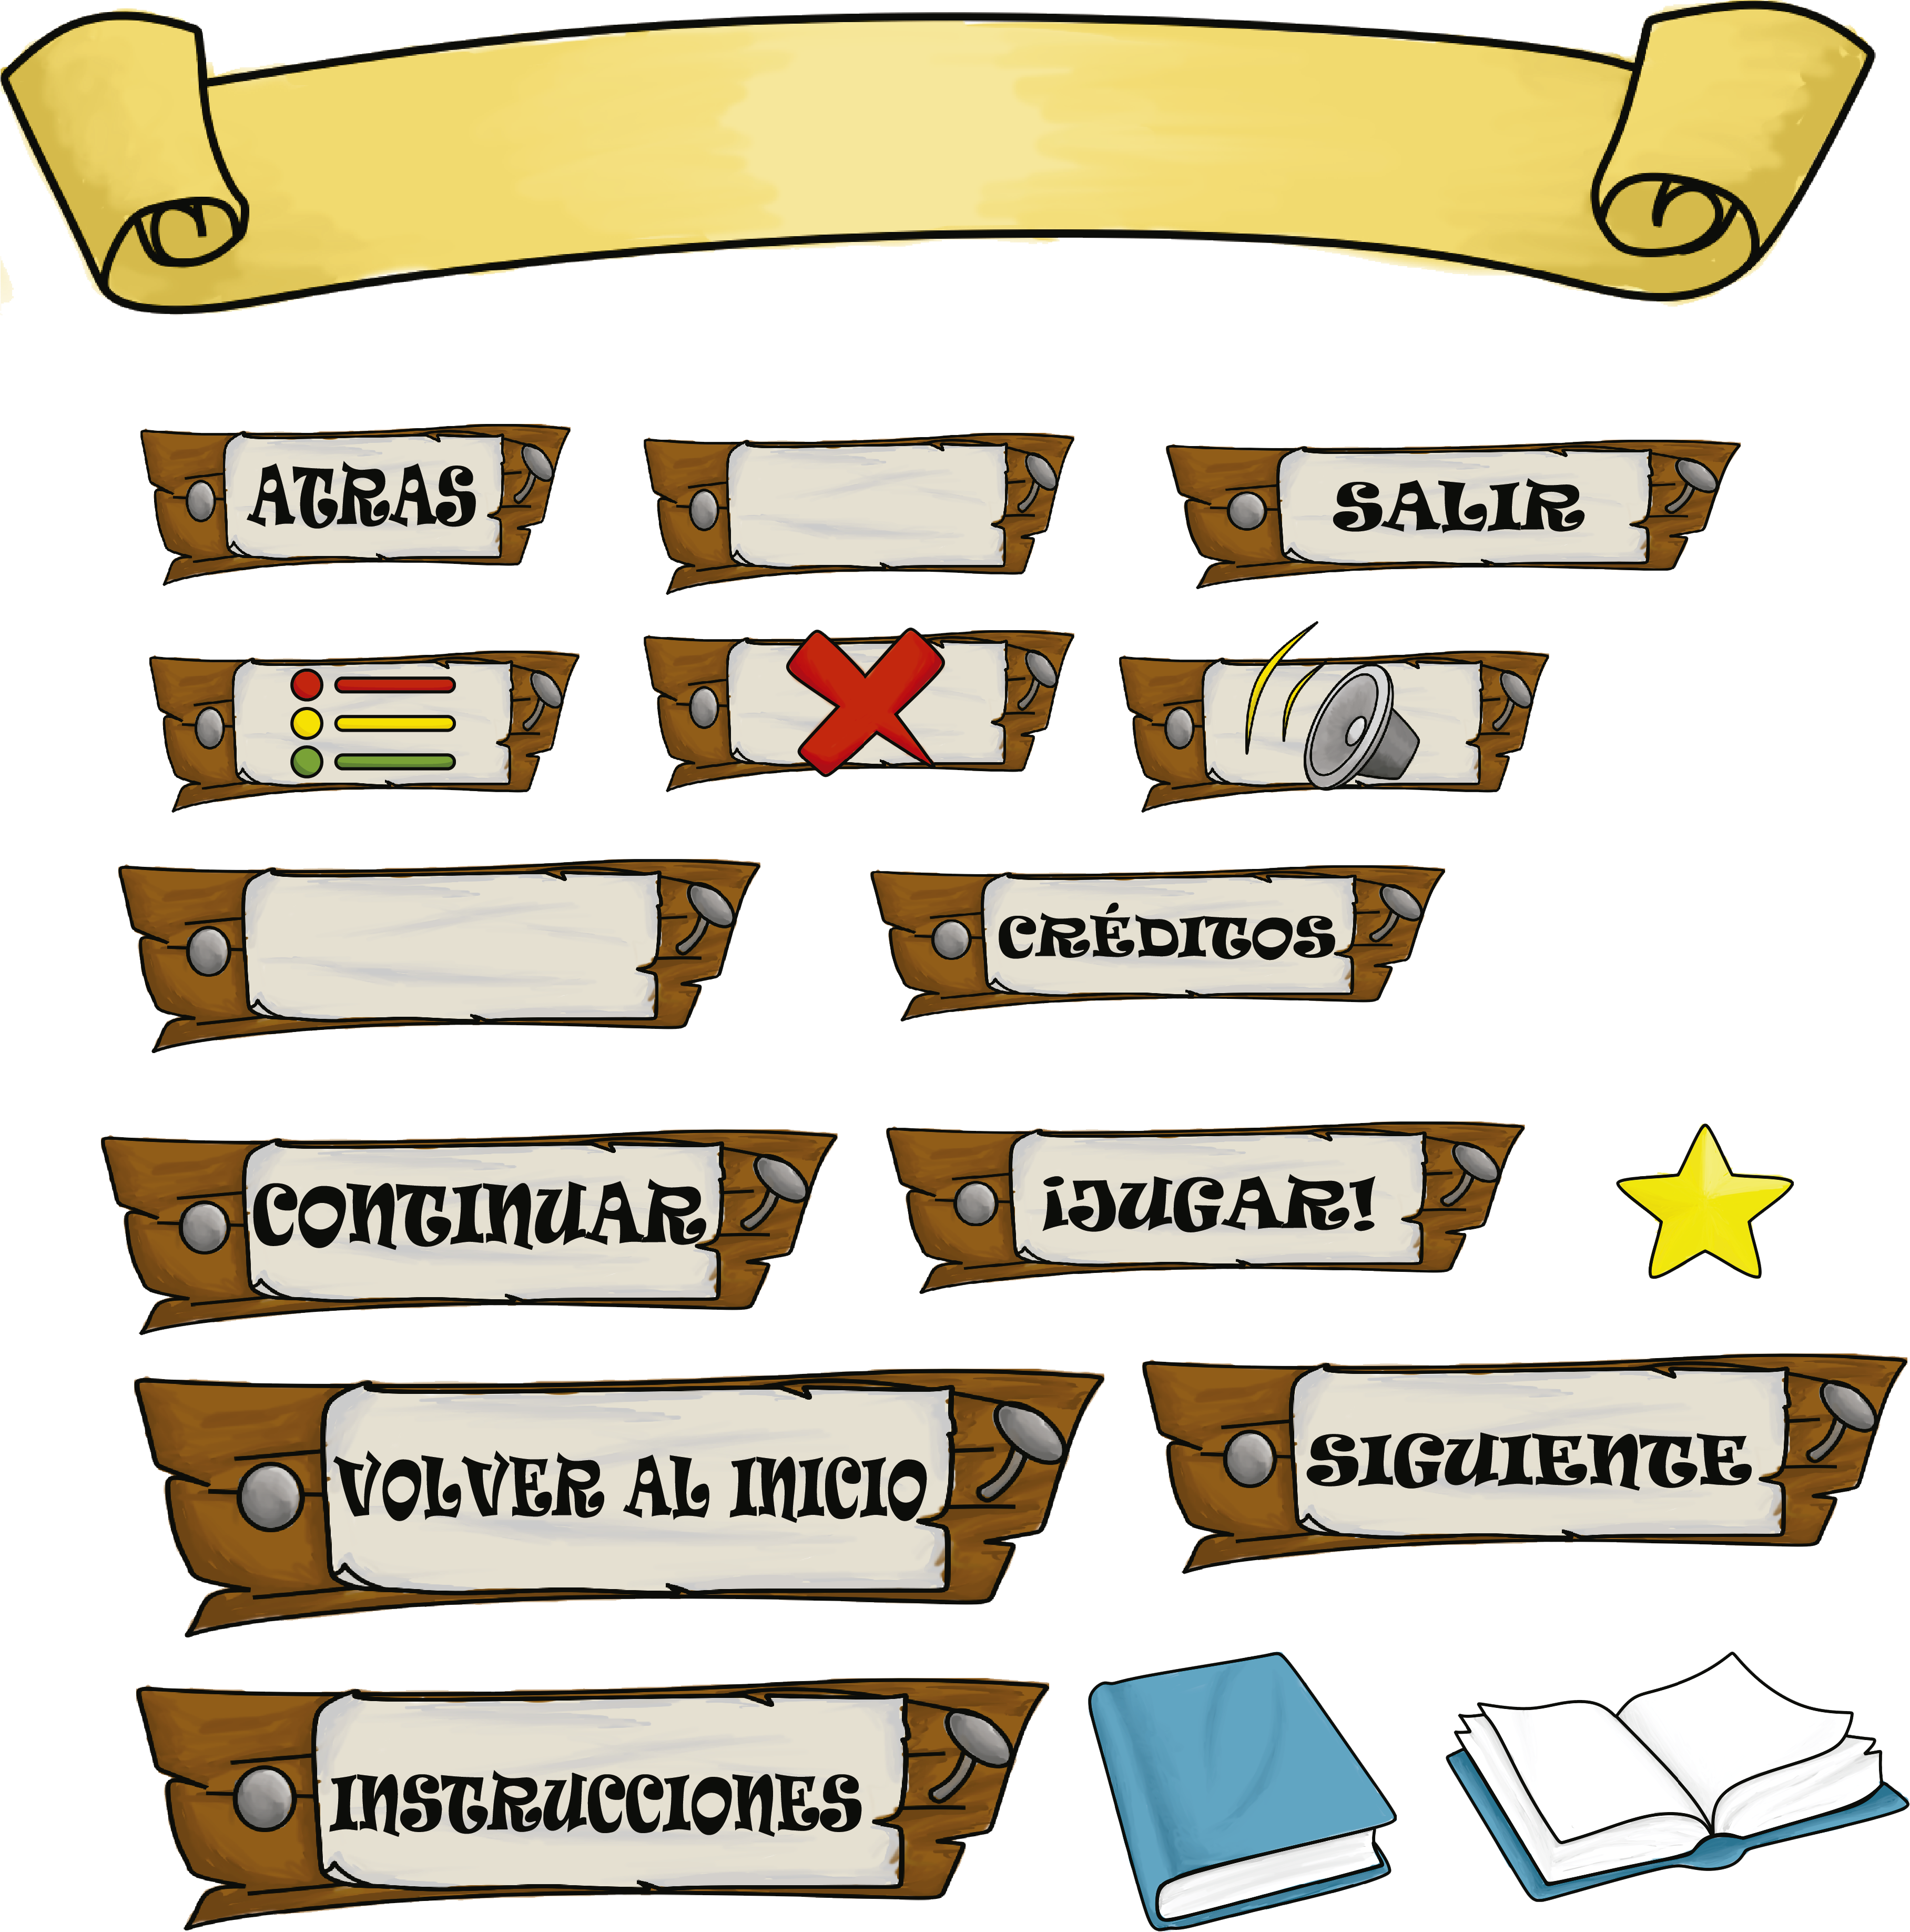 ATRAS
SALIR
CRÉDITOS
CONTINUAR
¡JUGAR!
VOLVER AL INICIO
SIGUIENTE
INSTRUCCIONES